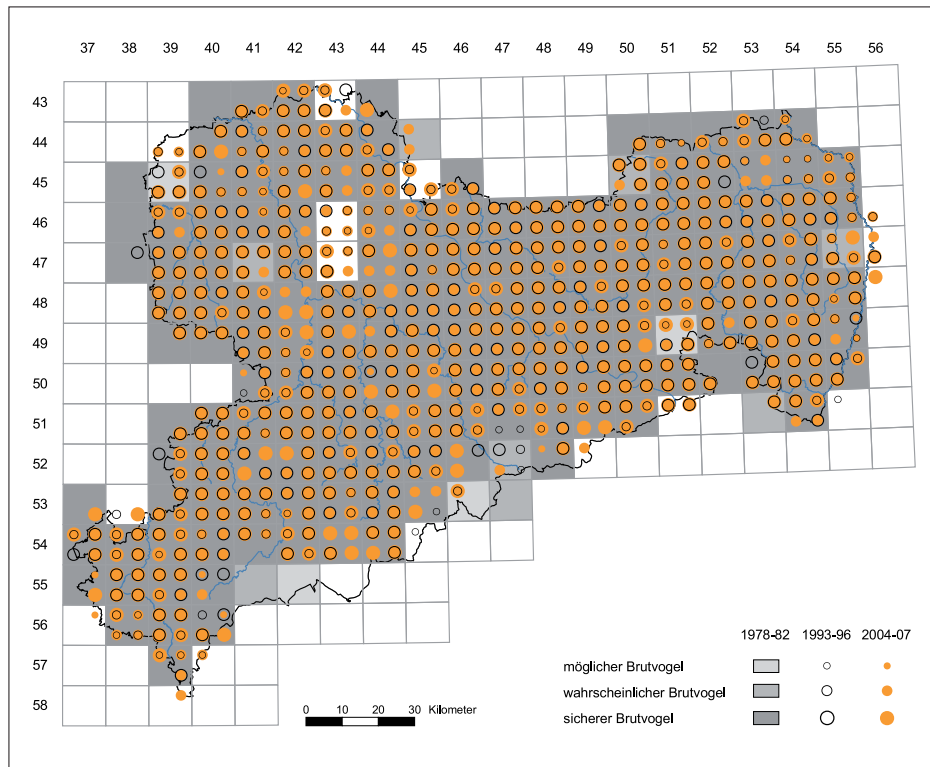 37 38 39 40 41 42 43 44 45 46 47 48 49 50 51 52 53 54 55 56
43
44
45
46
47
48
49
50
51
52
53
54
55
56
57
58
1978-82 1993-96 2004-07
möglicher Brutvogel
wahrscheinlicher Brutvogel
sicherer Brutvogel
0 10 20 30 Kilometer